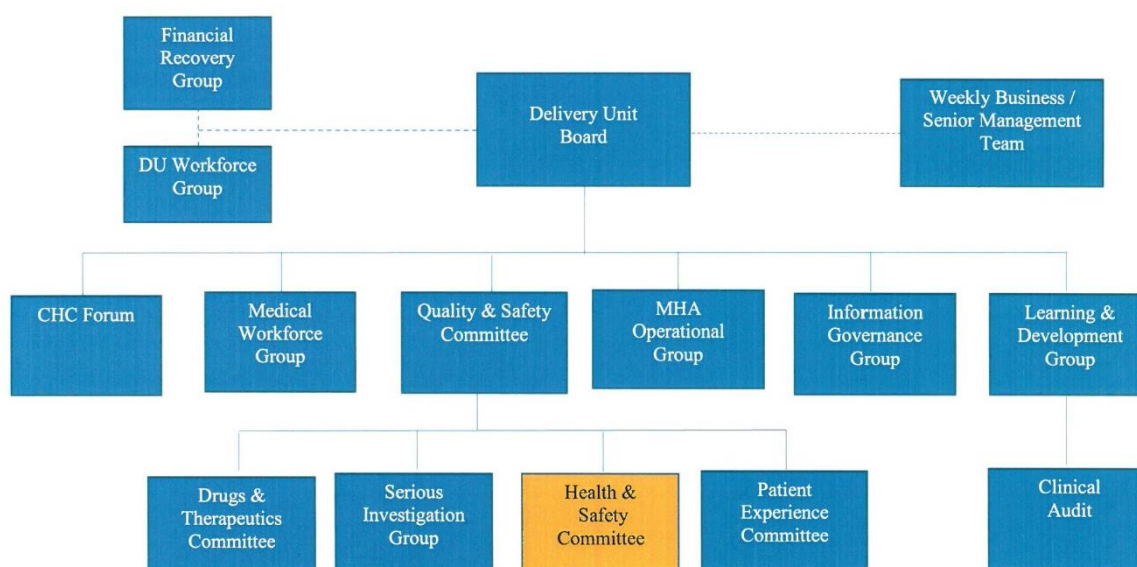 Financial
Recovery
Group
Delivery Unit
Board
Weekly Business /
Senior Management
Team
DU Workforce
Group
CHC Forum
Medical
Workforce
Group
Quality & Safety
Committee
MHA
Operational
Group
Information
Governance
Group
Learning &
Development
Group
Drugs &
Therapeutics
Committee
Serious
Investigation
Group
Health &
Safety
Committee
Patient
Experience
Committee
Clinical
Audit